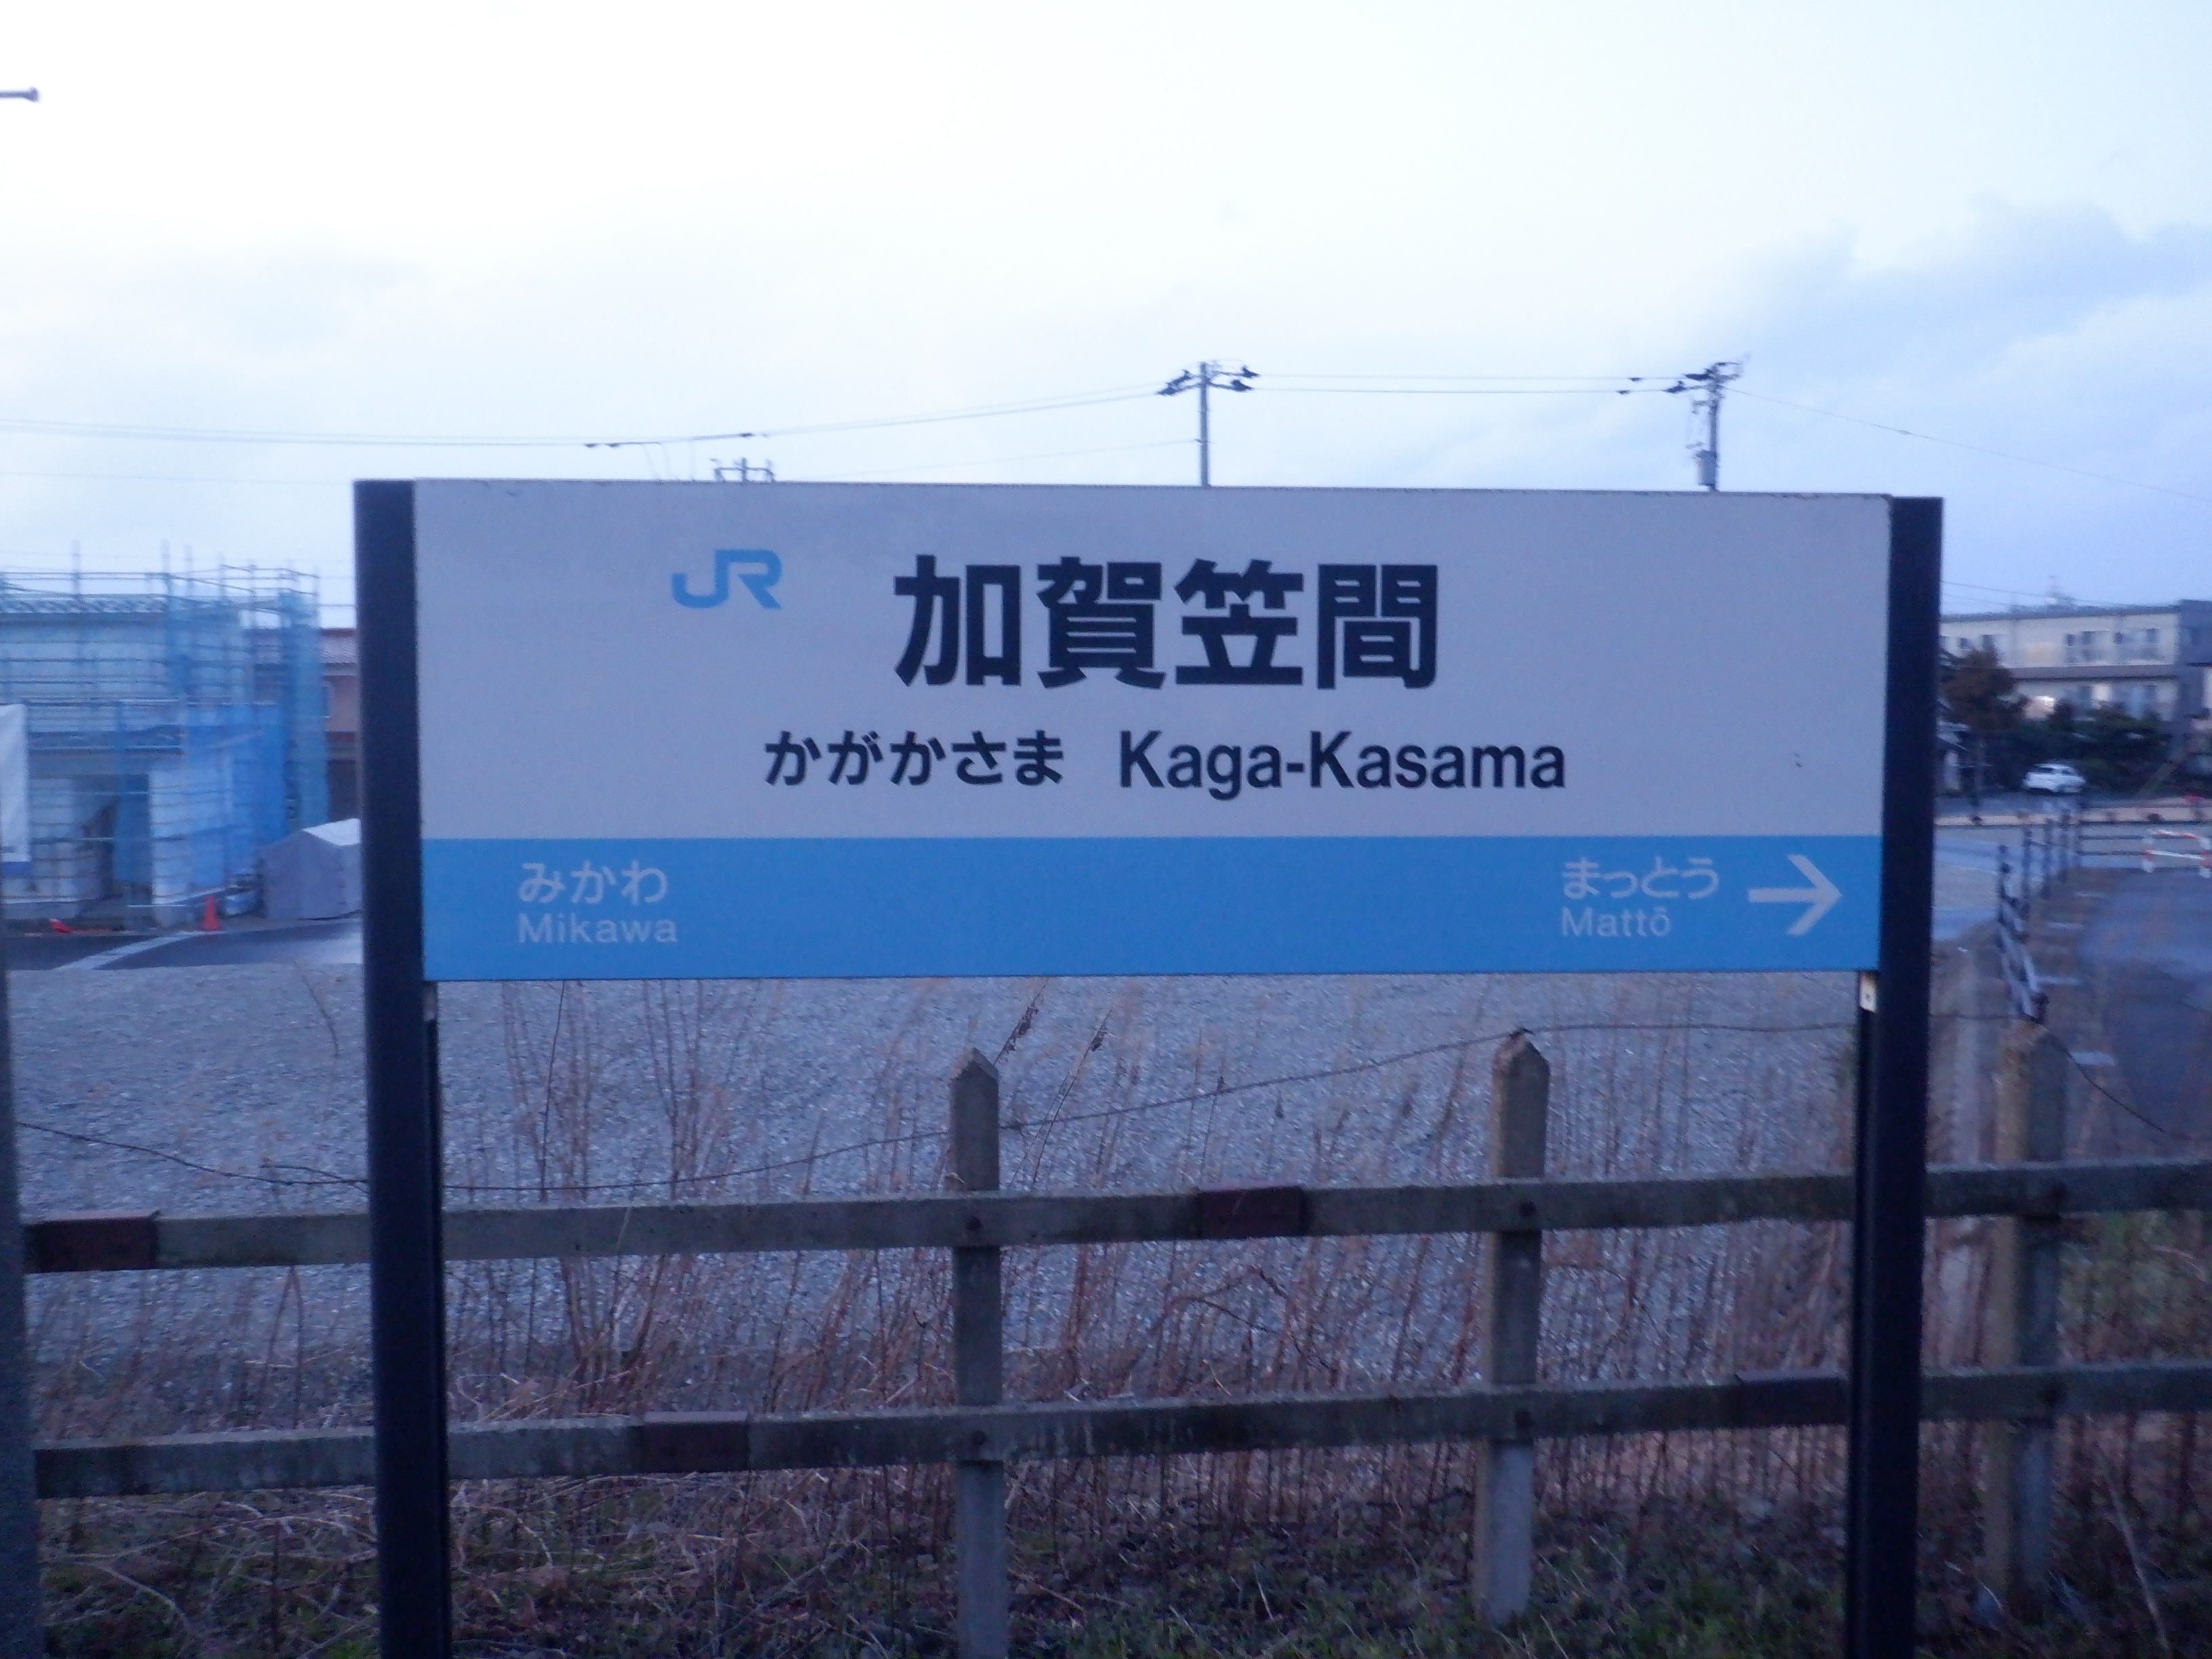 JR 加賀笠間
かがかさま Kaga-Kasama
みかわ まっとう →
Mikawa Mattō